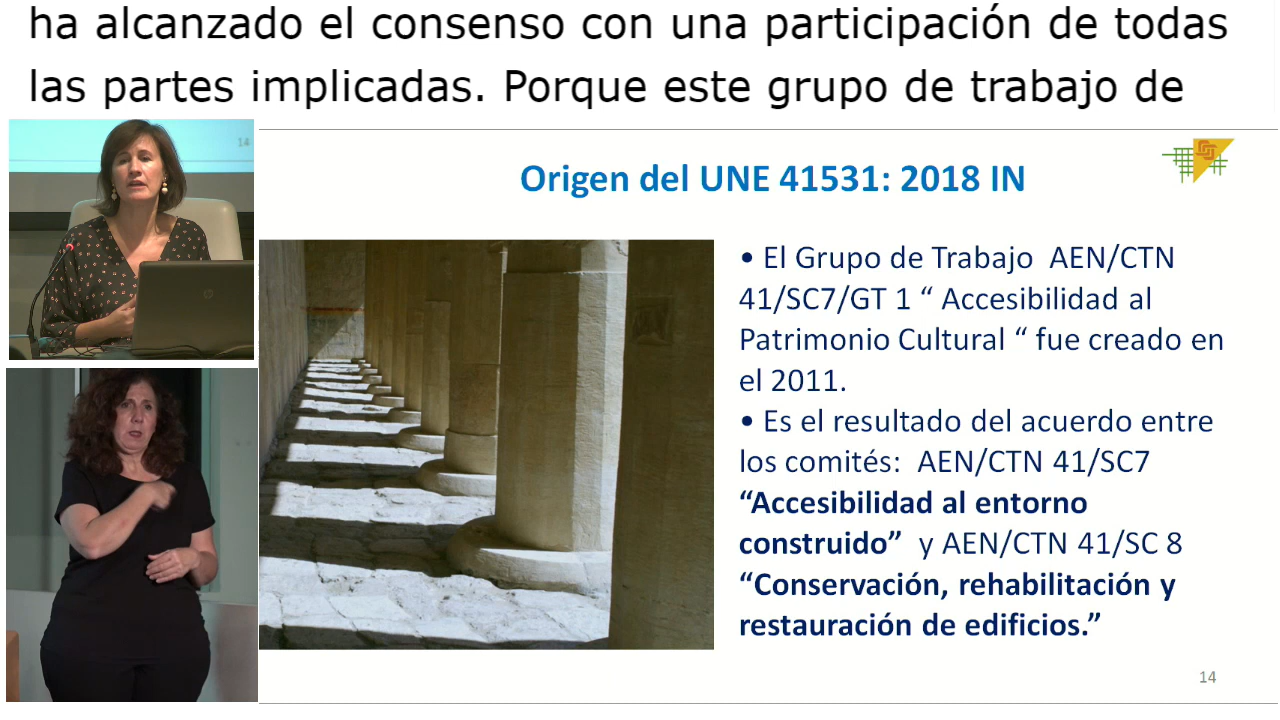 ha alcanzado el consenso con una participación de todas
las partes implicadas. Porque este grupo de trabajo de
14
Origen del UNE 41531: 2018 IN
• El Grupo de Trabajo AEN/CTN
41/SC7/GT 1 “ Accesibilidad al
Patrimonio Cultural “ fue creado en
el 2011.
• Es el resultado del acuerdo entre
los comités: AEN/CTN 41/SC7
“Accesibilidad al entorno
construido” y AEN/CTN 41/SC 8
“Conservación, rehabilitación y
restauración de edificios.”
14